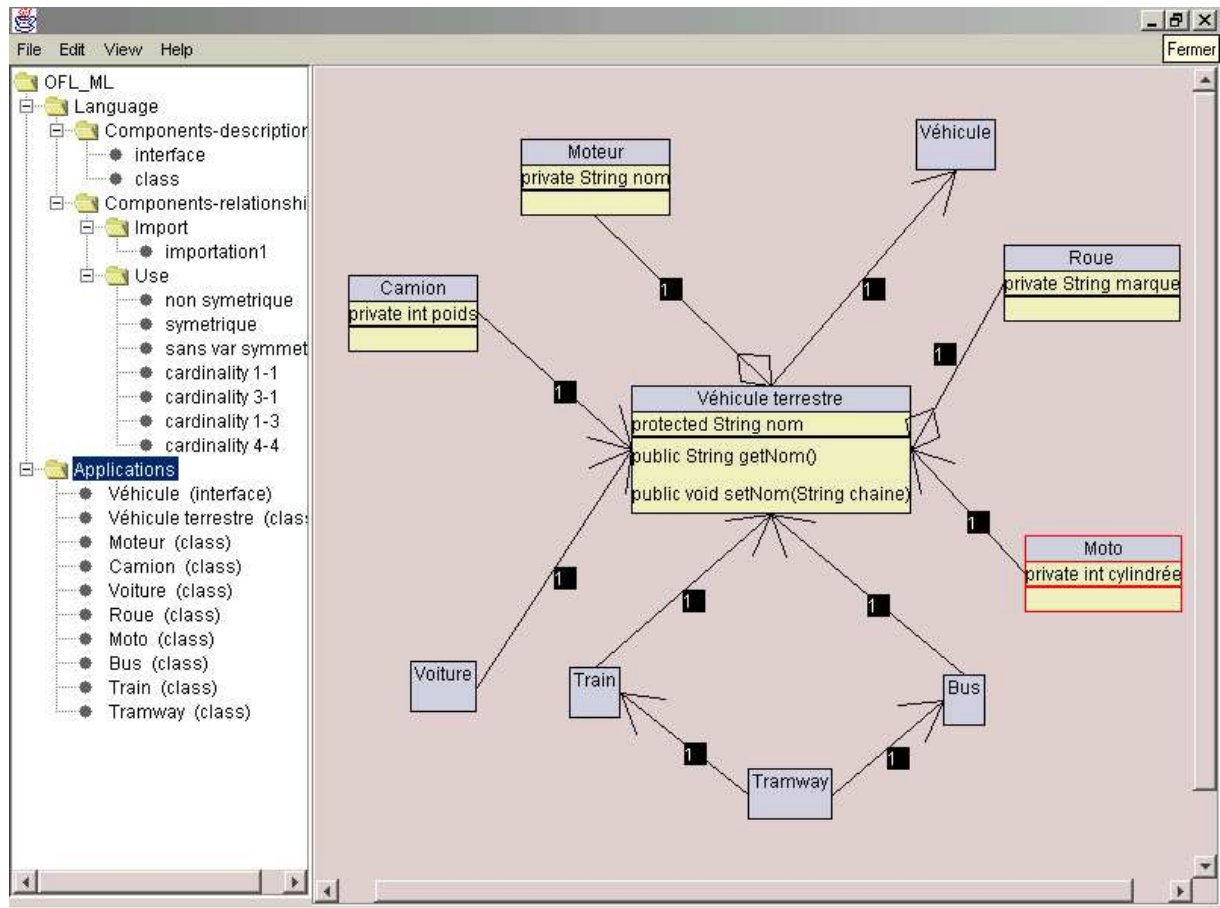 File Edit View Help
Fermer
OFL_ML
Language
Components-description
interface
class
Components-relationshi
Import
importation1
Use
non symetrique
symetrique
sans var symmet
cardinality 1-1
cardinality 3-1
cardinality 1-3
cardinality 4-4
Applications
Véhicule (interface)
Véhicule terrestre (class
Moteur (class)
Camion (class)
Voiture (class)
Roue (class)
Moto (class)
Bus (class)
Train (class)
Tramway (class)
Véhicule
Moteur
private String nom
Roue
private String marque
Camion
private int poids
1
1
1
1
Véhicule terrestre
protected String nom
public String getNom()
public void setNom(String chaine)
1
Moto
private int cylindrée
1
1
1
Voiture
Train
Bus
1
1
Tramway